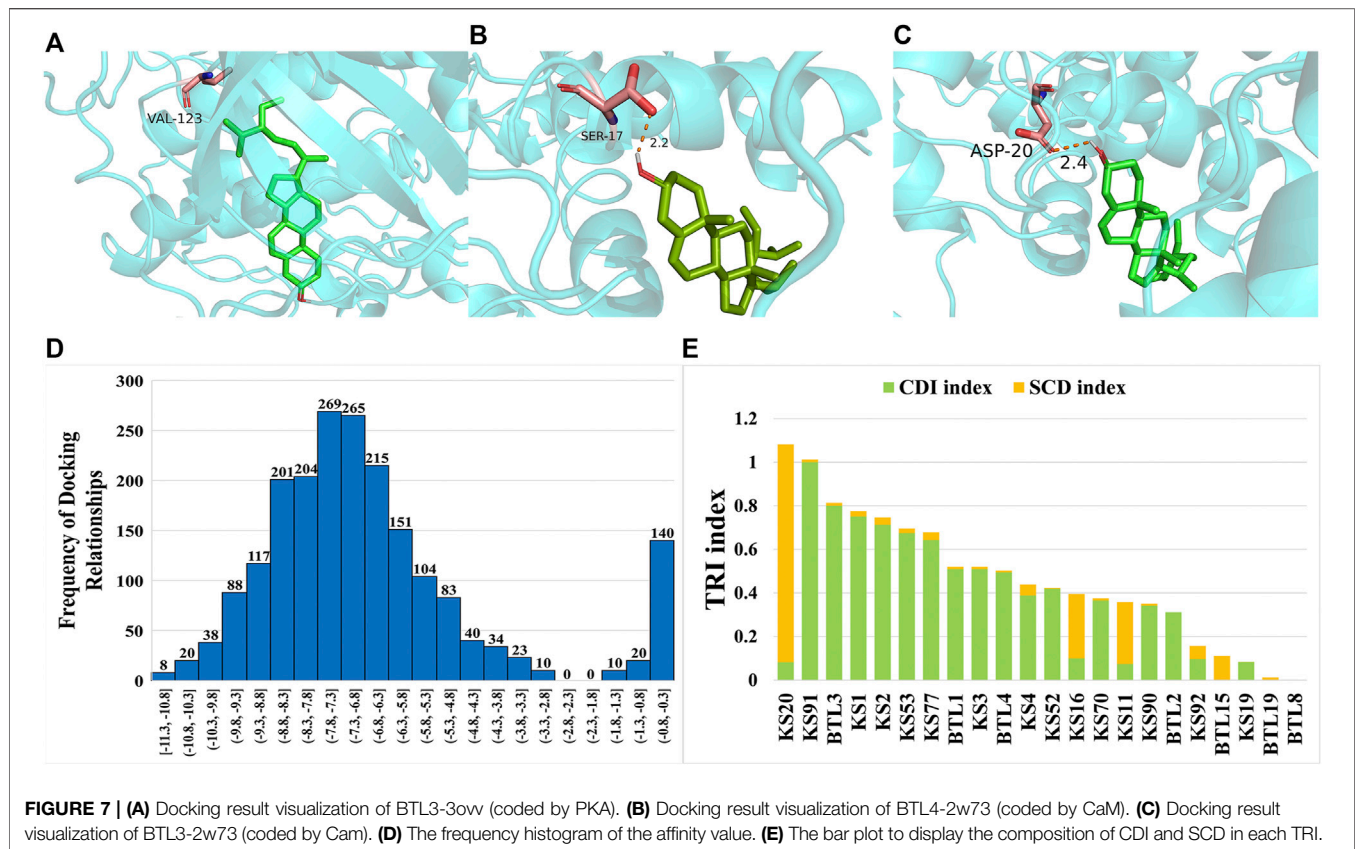 A
VAL-123
B
SER-17
2.2
C
ASP-20
2.4
D
Frequency of Docking
Relationships
300
250
200
150
100
50
0
8
20
38
88
117
201
204
269
265
215
151
104
83
40
34
23
10
0
0
10
20
140
[-11.3, -10.8]
(-10.8, -10.3]
(-10.3, -9.8]
(-9.8, -9.3]
(-9.3, -8.8]
(-8.8, -8.3]
(-8.3, -7.8]
(-7.8, -7.3]
(-7.3, -6.8]
(-6.8, -6.3]
(-6.3, -5.8]
(-5.8, -5.3]
(-5.3, -4.8]
(-4.8, -4.3]
(-4.3, -3.8]
(-3.8, -3.3]
(-3.3, -2.8]
(-2.8, -2.3]
(-2.3, -1.8]
(-1.8, -1.3]
(-1.3, -0.8]
(-0.8, -0.3]
E
CDI index SCD index
TRI index
1.2
1
0.8
0.6
0.4
0.2
0
KS20
KS91
BTL3
KS1
KS2
KS53
KS77
BTL1
KS3
BTL4
KS4
KS52
KS16
KS70
KS11
KS90
BTL2
KS92
BTL15
KS19
BTL19
BTL8
FIGURE 7 | (A) Docking result visualization of BTL3-3ovv (coded by PKA). (B) Docking result visualization of BTL4-2w73 (coded by CaM). (C) Docking result
visualization of BTL3-2w73 (coded by Cam). (D) The frequency histogram of the affinity value. (E) The bar plot to display the composition of CDI and SCD in each TRI.